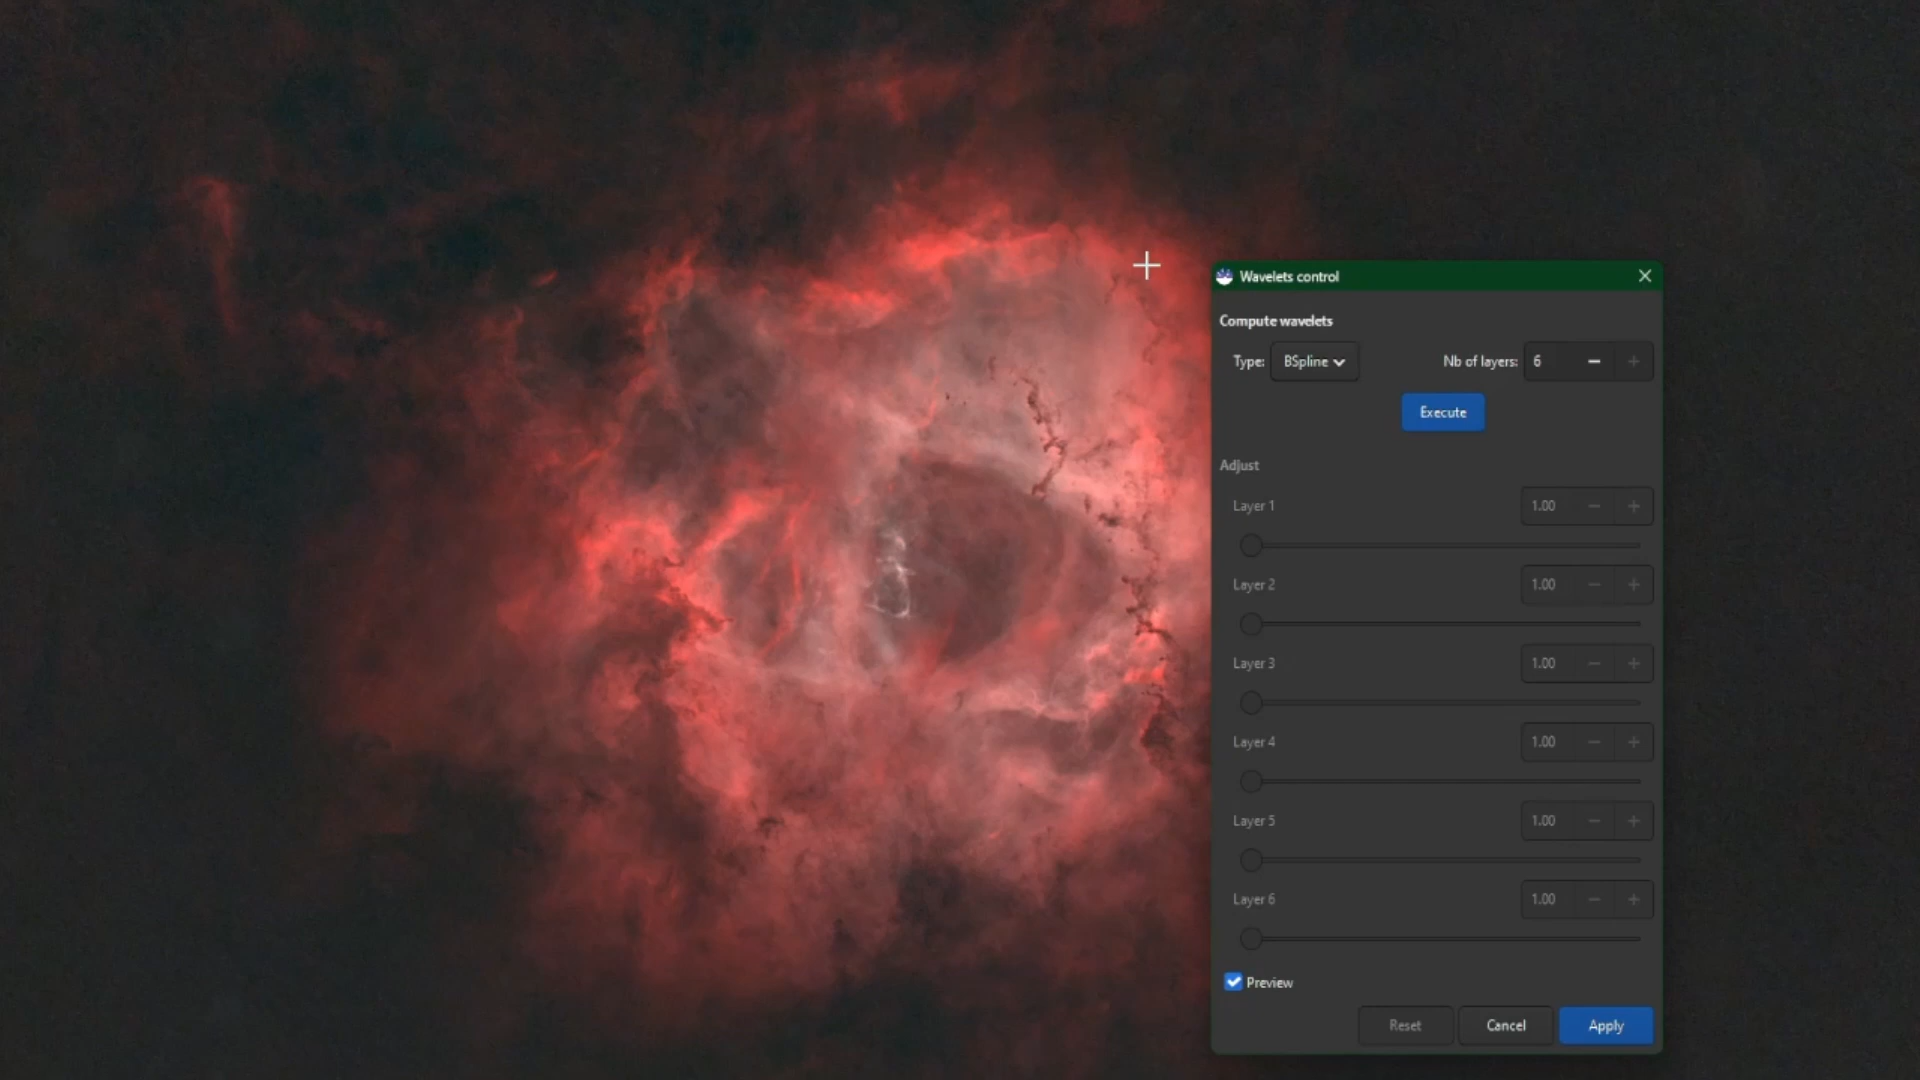 Wavelets control
Compute wavelets
Type: BSpline Nb of layers: 6
Execute
Adjust
Layer 1 1.00
Layer 2 1.00
Layer 3 1.00
Layer 4 1.00
Layer 5 1.00
Layer 6 1.00
Preview
Reset Cancel Apply